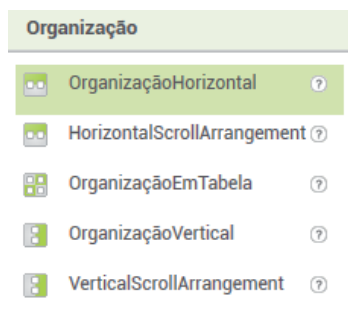 Organização
OrganizaçãoHorizontal ?
HorizontalScrollArrangement ?
OrganizaçãoEmTabela ?
OrganizaçãoVertical ?
VerticalScrollArrangement ?